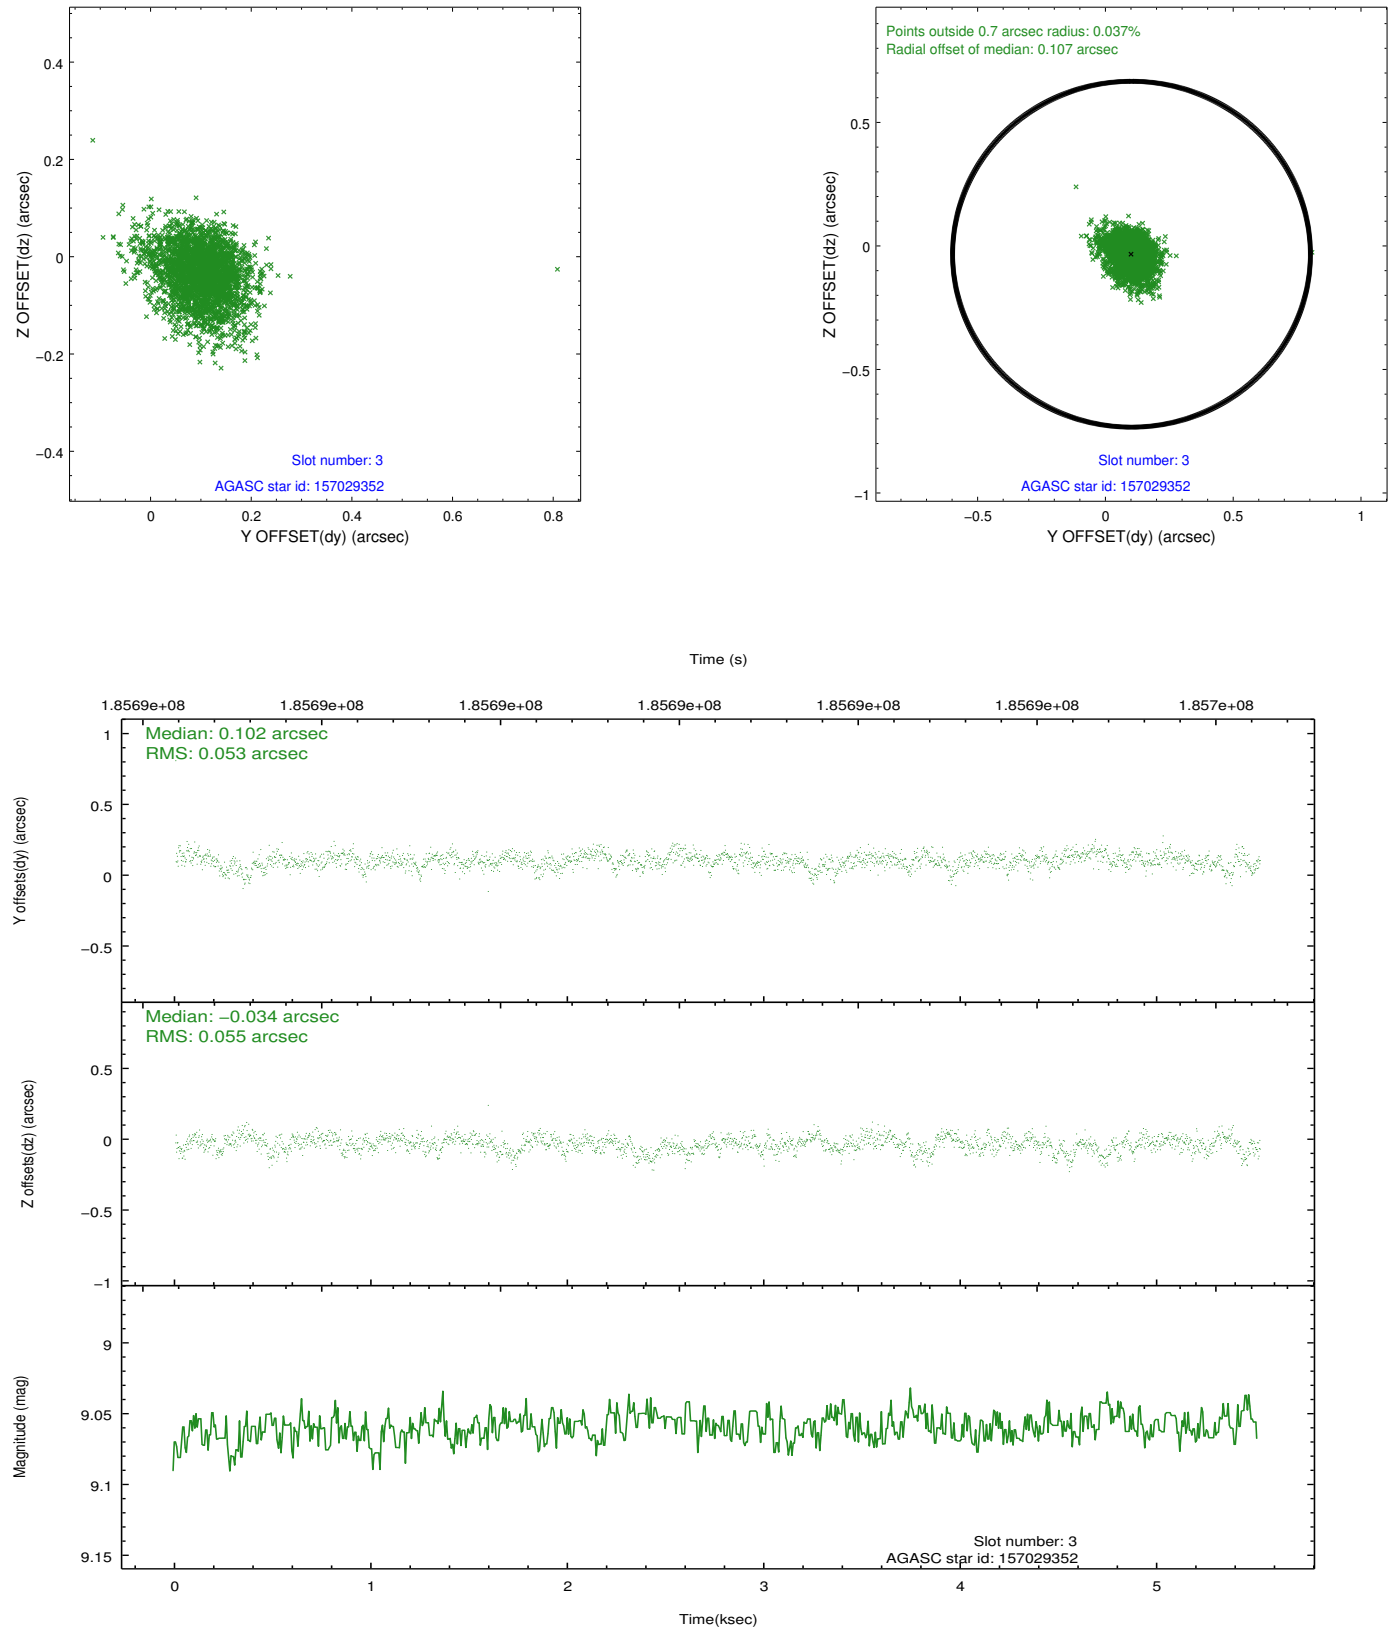 0.4
0.2
0
−0.2
−0.4
Z OFFSET(dz) (arcsec)
Slot number: 3
AGASC star id: 157029352
0 0.2 0.4 0.6 0.8
Y OFFSET(dy) (arcsec)
Points outside 0.7 arcsec radius: 0.037%
Radial offset of median: 0.107 arcsec
0.5
0
−0.5
−1
Z OFFSET(dz) (arcsec)
Slot number: 3
AGASC star id: 157029352
−0.5 0 0.5 1
Y OFFSET(dy) (arcsec)
Time (s)
1.8569e+08 1.8569e+08 1.8569e+08 1.8569e+08 1.8569e+08 1.8569e+08 1.857e+08
Median: 0.102 arcsec
RMS: 0.053 arcsec
1
0.5
0
−0.5
Y offsets(dy) (arcsec)
Median: −0.034 arcsec
RMS: 0.055 arcsec
0.5
0
−0.5
−1
Z offsets(dz) (arcsec)
9
9.05
9.1
9.15
Magnitude (mag)
Slot number: 3
AGASC star id: 157029352
0 1 2 3 4 5
Time(ksec)